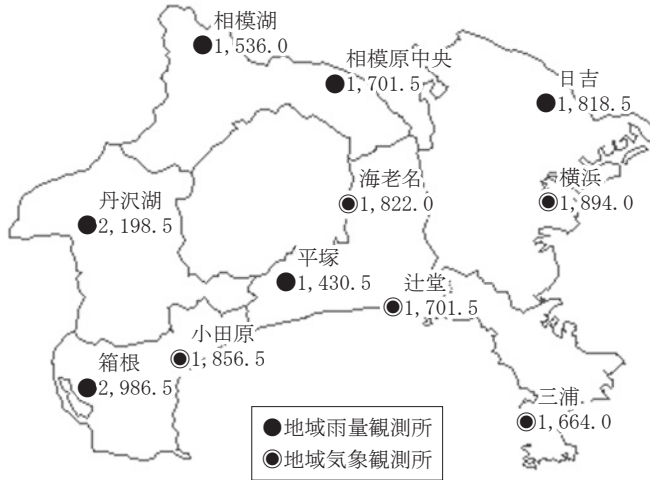 相模湖
1,536.0
相模原中央
1,701.5
日吉
1,818.5
丹沢湖
2,198.5
海老名
1,822.0
横浜
1,894.0
平塚
1,430.5
辻堂
1,701.5
小田原
1,856.5
箱根
2,986.5
三浦
1,664.0
●地域雨量観測所
◉地域気象観測所